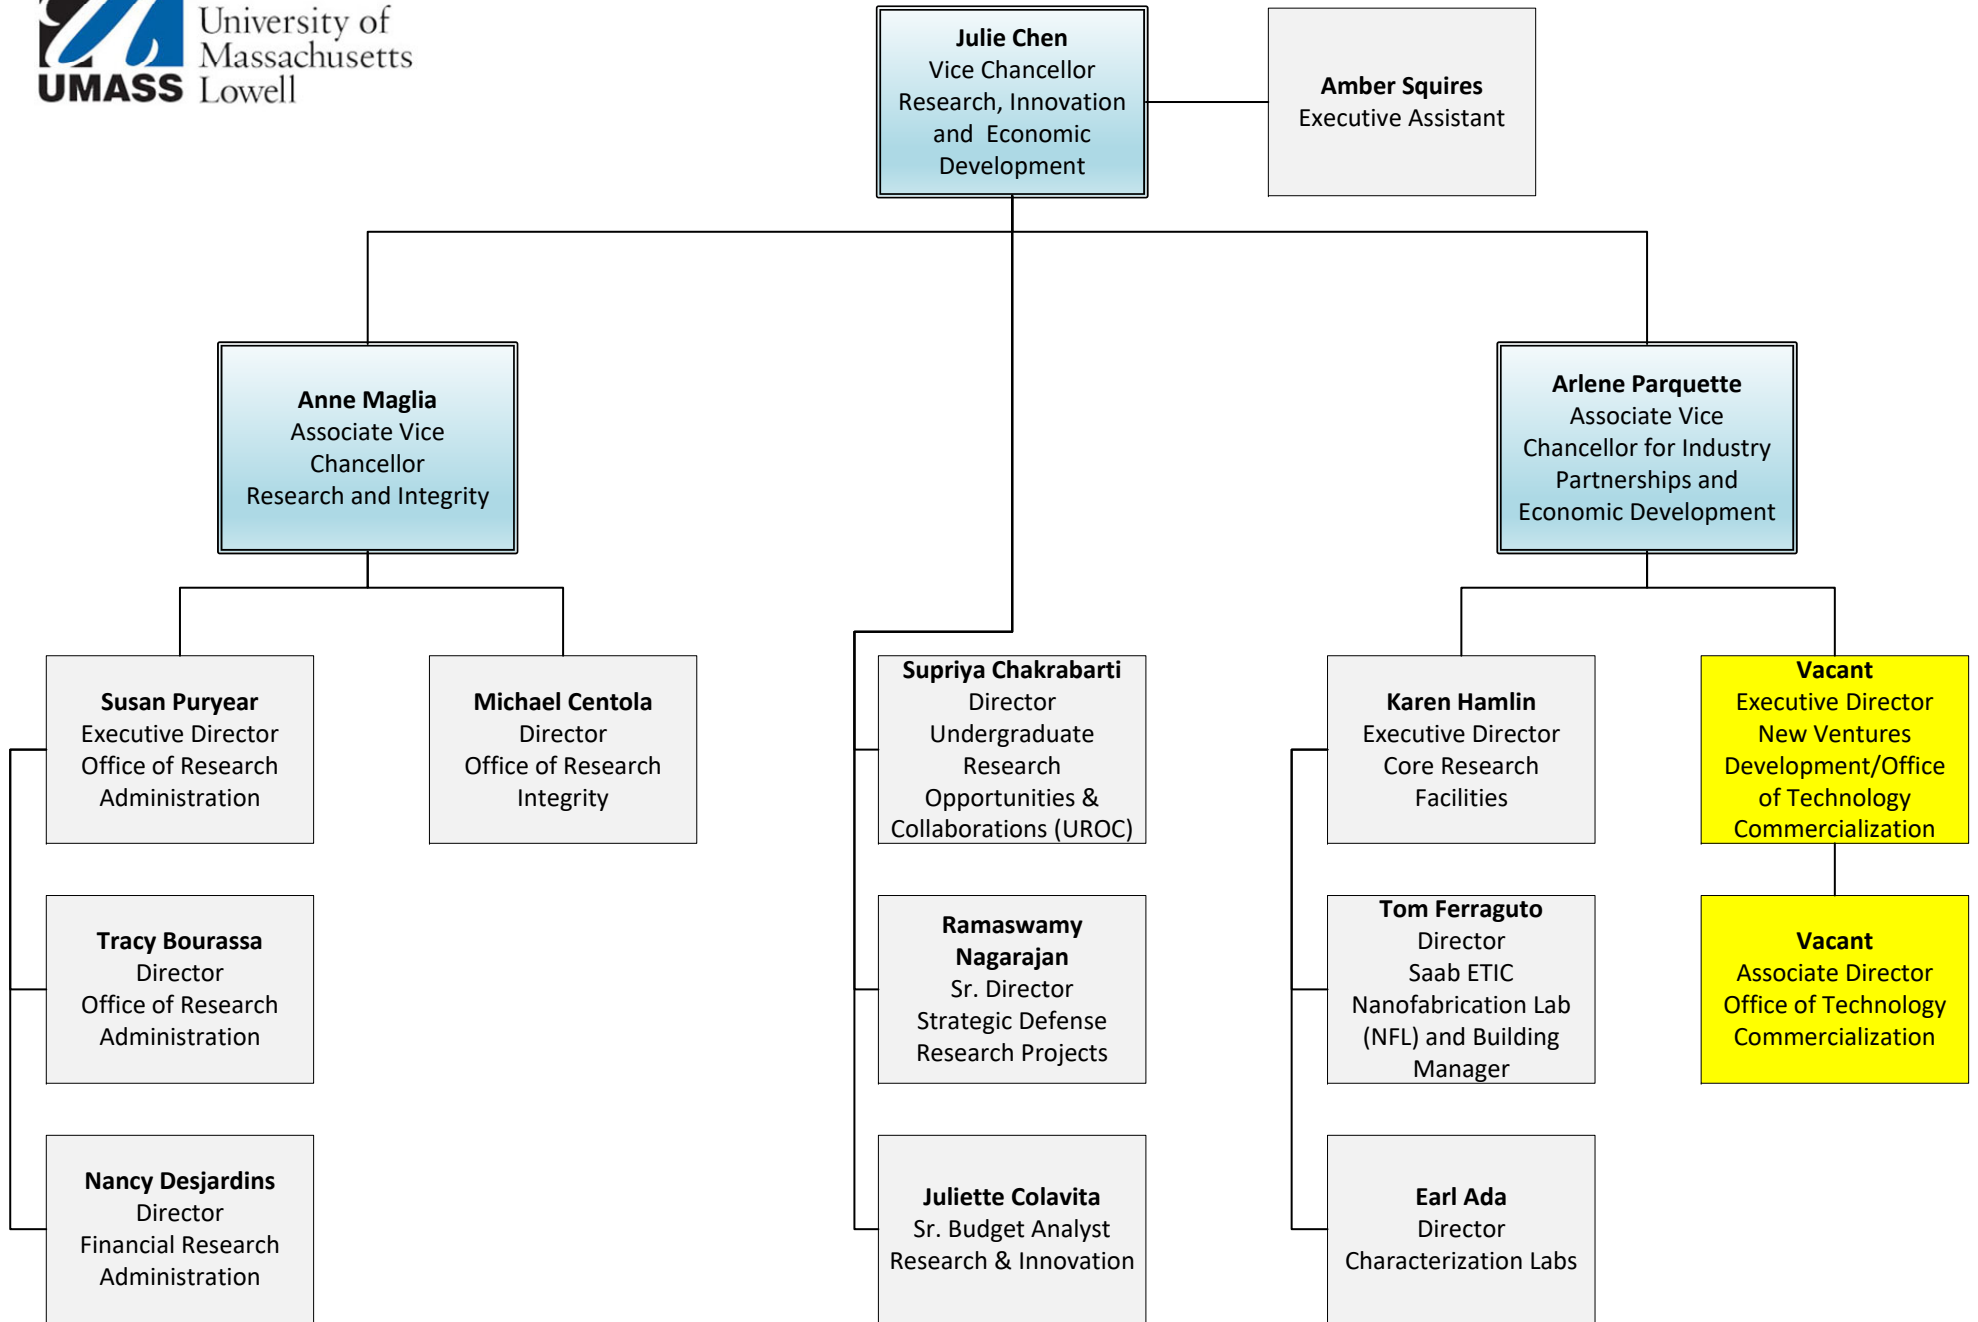 University of
Massachusetts
UMASS Lowell
Julie Chen
Vice Chancellor
Research, Innovation
and Economic
Development
Amber Squires
Executive Assistant
Anne Maglia
Associate Vice
Chancellor
Research and Integrity
Arlene Parquette
Associate Vice
Chancellor for Industry
Partnerships and
Economic Development
Susan Puryear
Executive Director
Office of Research
Administration
Michael Centola
Director
Office of Research
Integrity
Supriya Chakrabarti
Director
Undergraduate
Research
Opportunities &
Collaborations (UROC)
Karen Hamlin
Executive Director
Core Research
Facilities
Vacant
Executive Director
New Ventures
Development/Office
of Technology
Commercialization
Tracy Bourassa
Director
Office of Research
Administration
Ramaswamy
Nagarajan
Sr. Director
Strategic Defense
Research Projects
Tom Ferraguto
Director
Saab ETIC
Nanofabrication Lab
(NFL) and Building
Manager
Vacant
Associate Director
Office of Technology
Commercialization
Nancy Desjardins
Director
Financial Research
Administration
Juliette Colavita
Sr. Budget Analyst
Research & Innovation
Earl Ada
Director
Characterization Labs